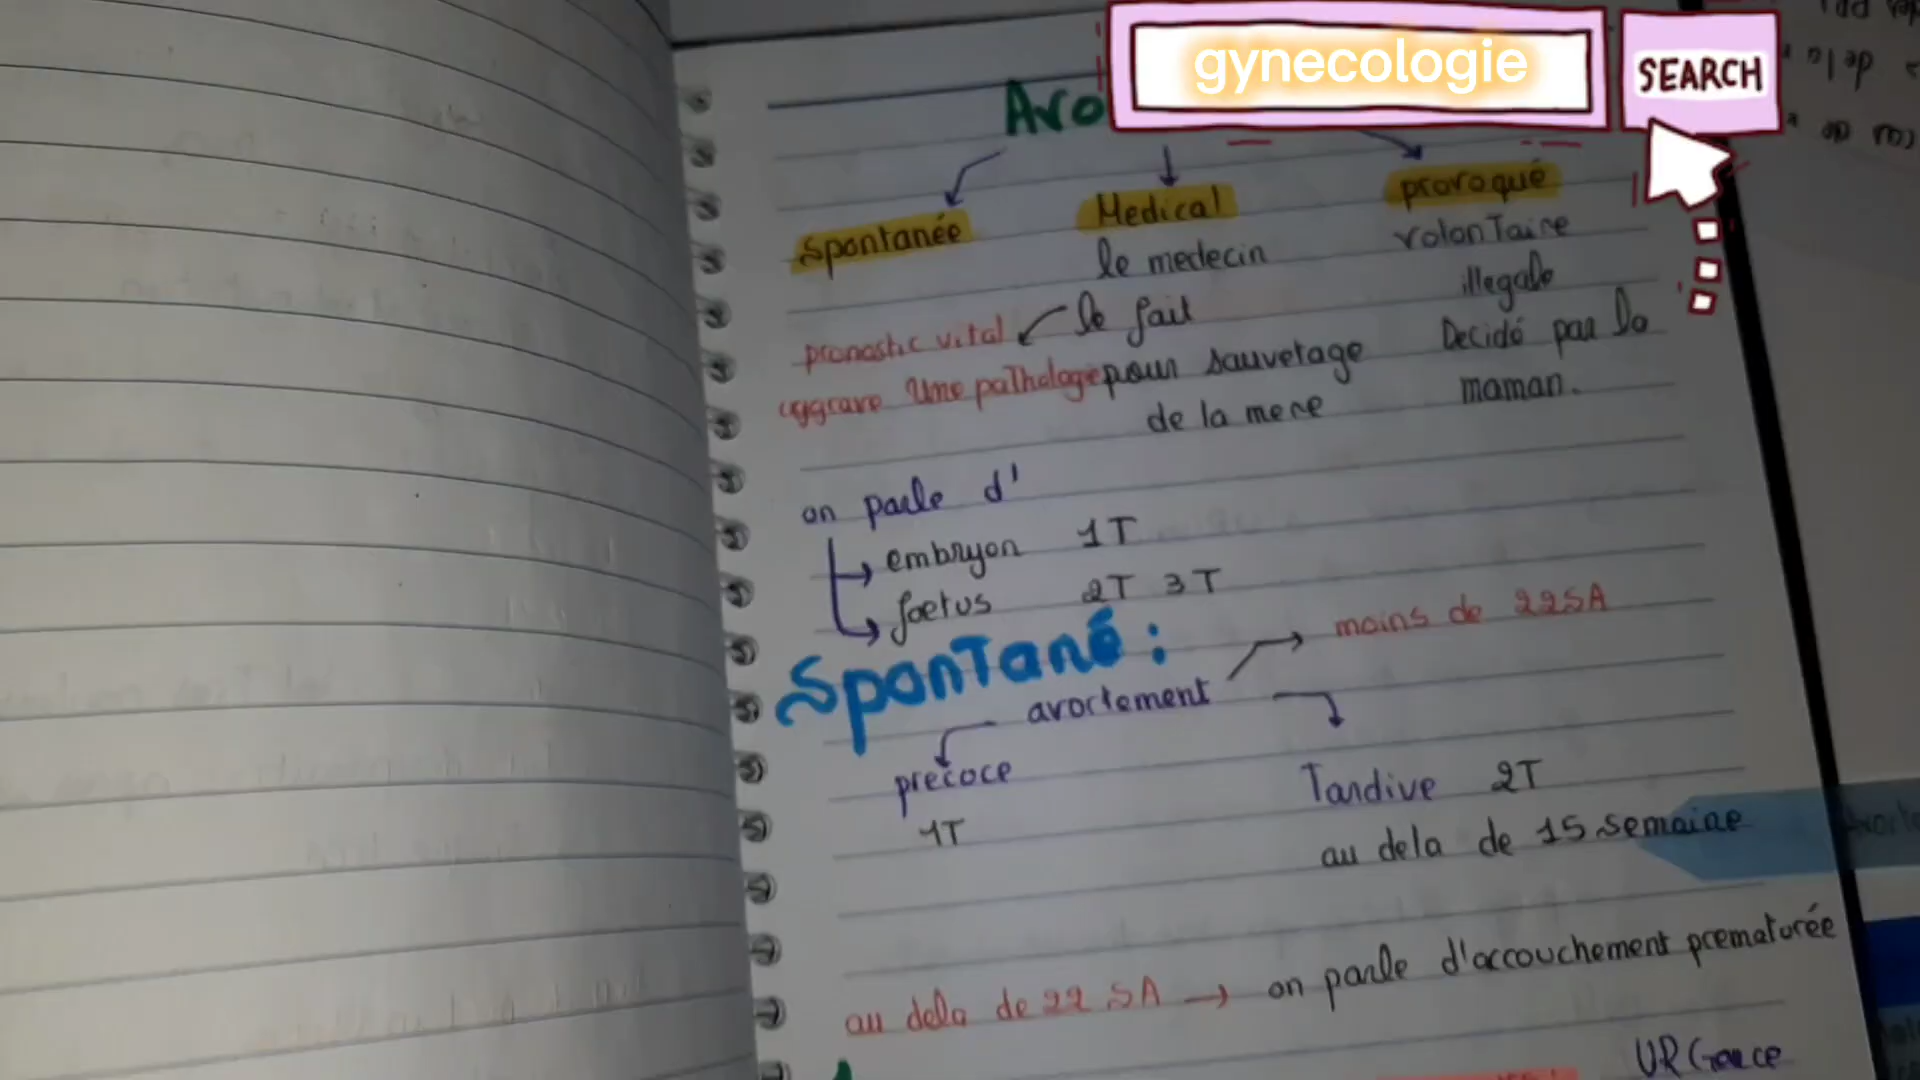 gynecologie
SEARCH
Avo
spontanée
Medical
provoqué
le medecin
volontaire
le fait
illegale
pronostic vital
pour sauvetage
Decidé par la
aggrave Une pathologie
de la mere
maman.
on parle d'
embryon 1T
foetus 2T 3T
Spontané :
avortement
moins de 22SA
precoce
1T
Tardive 2T
au dela de 15 semaine
au dela de 22 SA → on parle d'accouchement prematurée
URGence